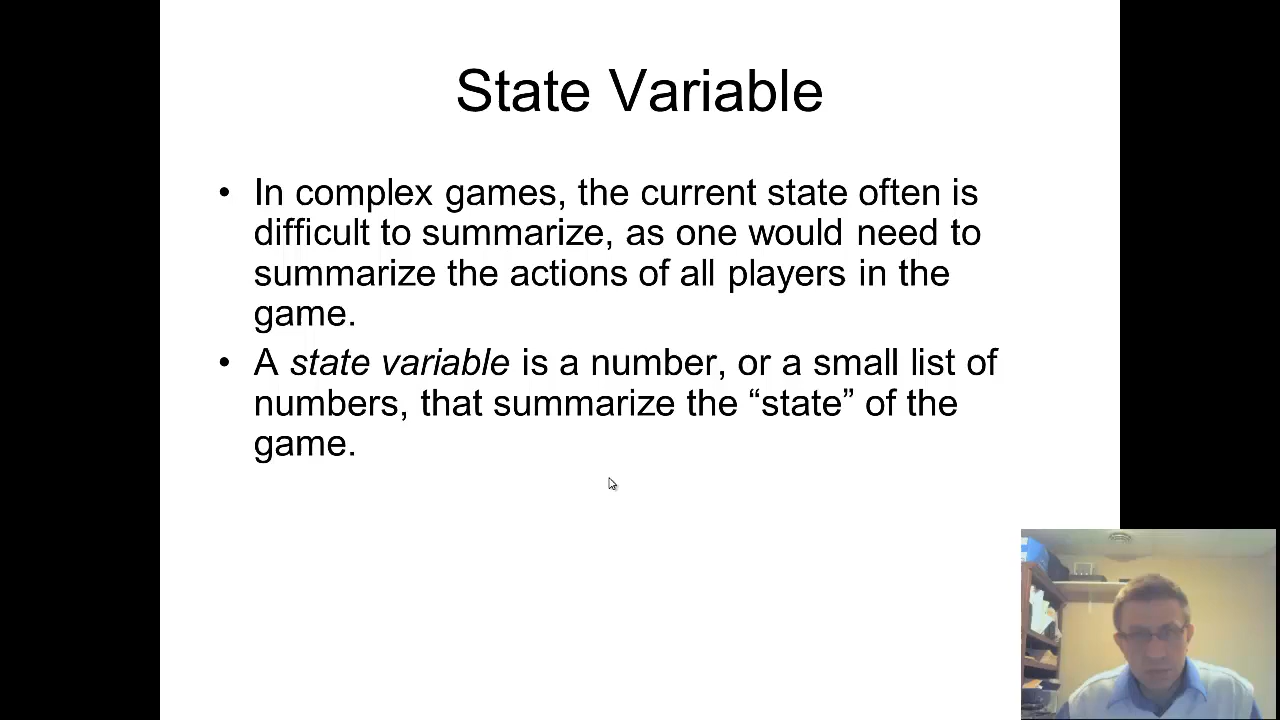 State Variable
• In complex games, the current state often is
difficult to summarize, as one would need to
summarize the actions of all players in the
game.
• A state variable is a number, or a small list of
numbers, that summarize the “state” of the
game.